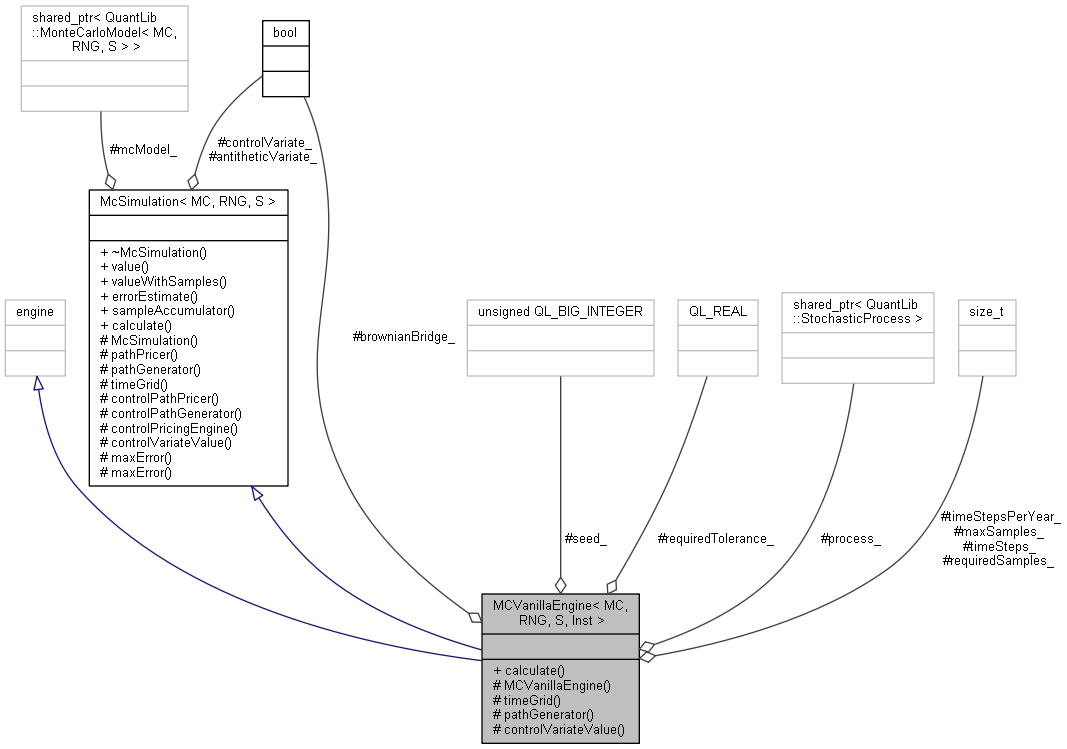 shared_ptr< QuantLib
::MonteCarloModel< MC,
RNG, S > >
bool
#mcModel_
#controlVariate_
#antitheticVariate_
McSimulation< MC, RNG, S >
+ ~McSimulation()
+ value()
+ valueWithSamples()
+ errorEstimate()
+ sampleAccumulator()
+ calculate()
# McSimulation()
# pathPricer()
# pathGenerator()
# timeGrid()
# controlPathPricer()
# controlPathGenerator()
# controlPricingEngine()
# controlVariateValue()
# maxError()
# maxError()
engine
#brownianBridge_
unsigned QL_BIG_INTEGER
QL_REAL
shared_ptr< QuantLib
::StochasticProcess >
size_t
#seed_
#requiredTolerance_
#process_
#timeStepsPerYear_
#maxSamples_
#timeSteps_
#requiredSamples_
MCVanillaEngine< MC,
RNG, S, Inst >
+ calculate()
# MCVanillaEngine()
# timeGrid()
# pathGenerator()
# controlVariateValue()